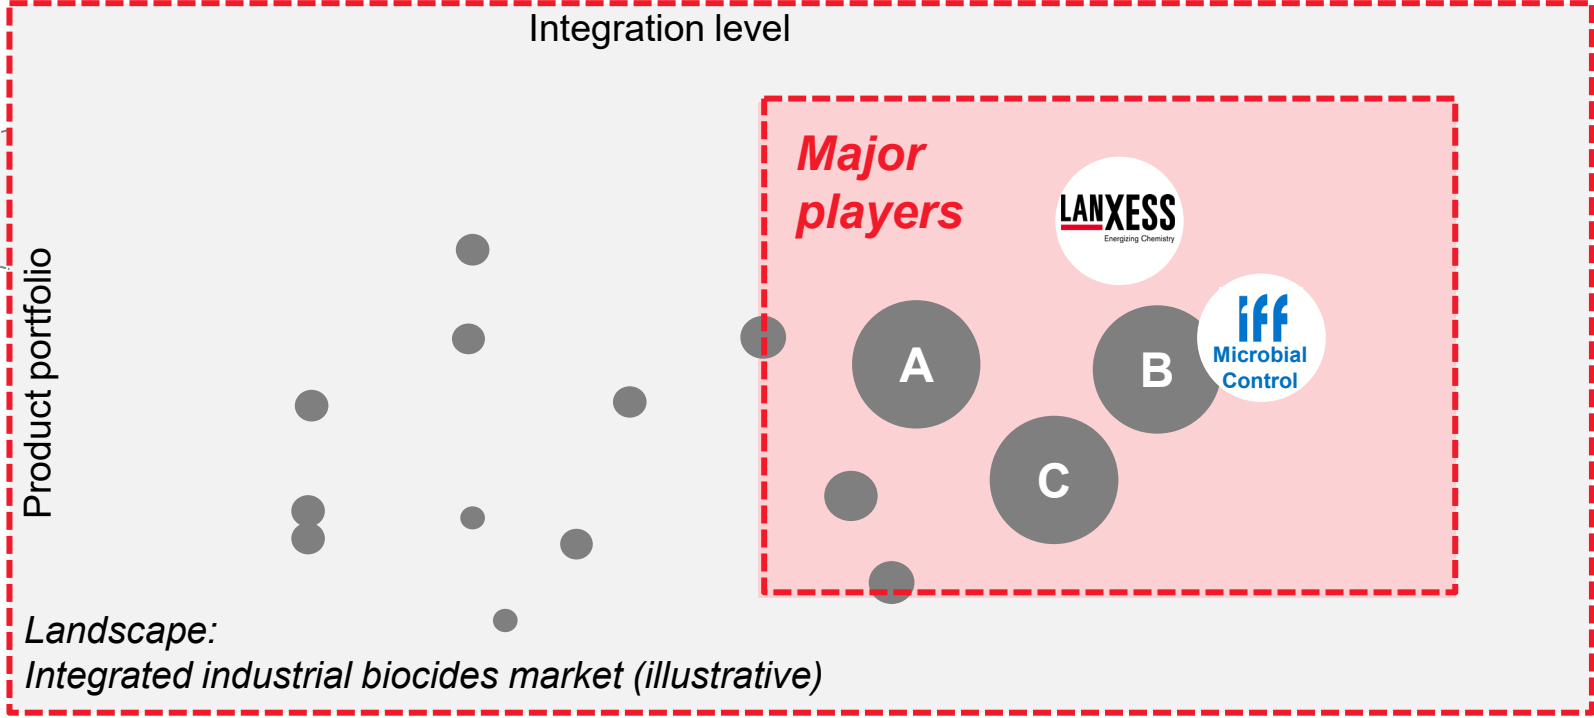 Integration level
Major
players
LANXESS
Energizing Chemistry
iff
Microbial
Control
A
B
C
Product portfolio
Landscape:
Integrated industrial biocides market (illustrative)